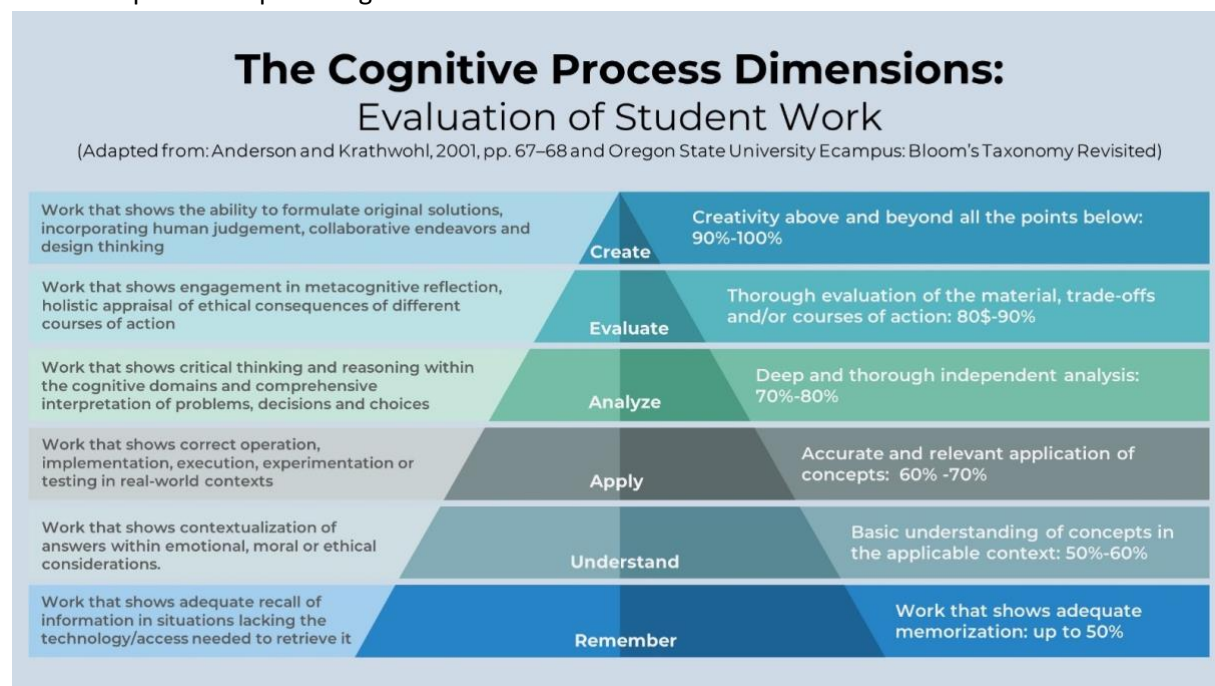 The Cognitive Process Dimensions:
Evaluation of Student Work
(Adapted from: Anderson and Krathwohl, 2001, pp. 67–68 and Oregon State University Ecampus: Bloom's Taxonomy Revisited)
Work that shows the ability to formulate original solutions,
incorporating human judgement, collaborative endeavors and
design thinking
Create
Creativity above and beyond all the points below:
90%-100%
Work that shows engagement in metacognitive reflection,
holistic appraisal of ethical consequences of different
courses of action
Evaluate
Thorough evaluation of the material, trade-offs
and/or courses of action: 80$-90%
Work that shows critical thinking and reasoning within
the cognitive domains and comprehensive
interpretation of problems, decisions and choices
Analyze
Deep and thorough independent analysis:
70%-80%
Work that shows correct operation,
implementation, execution, experimentation or
testing in real-world contexts
Apply
Accurate and relevant application of
concepts: 60% -70%
Work that shows contextualization of
answers within emotional, moral or ethical
considerations.
Understand
Basic understanding of concepts in
the applicable context: 50%-60%
Work that shows adequate recall of
information in situations lacking the
technology/access needed to retrieve it
Remember
Work that shows adequate
memorization: up to 50%